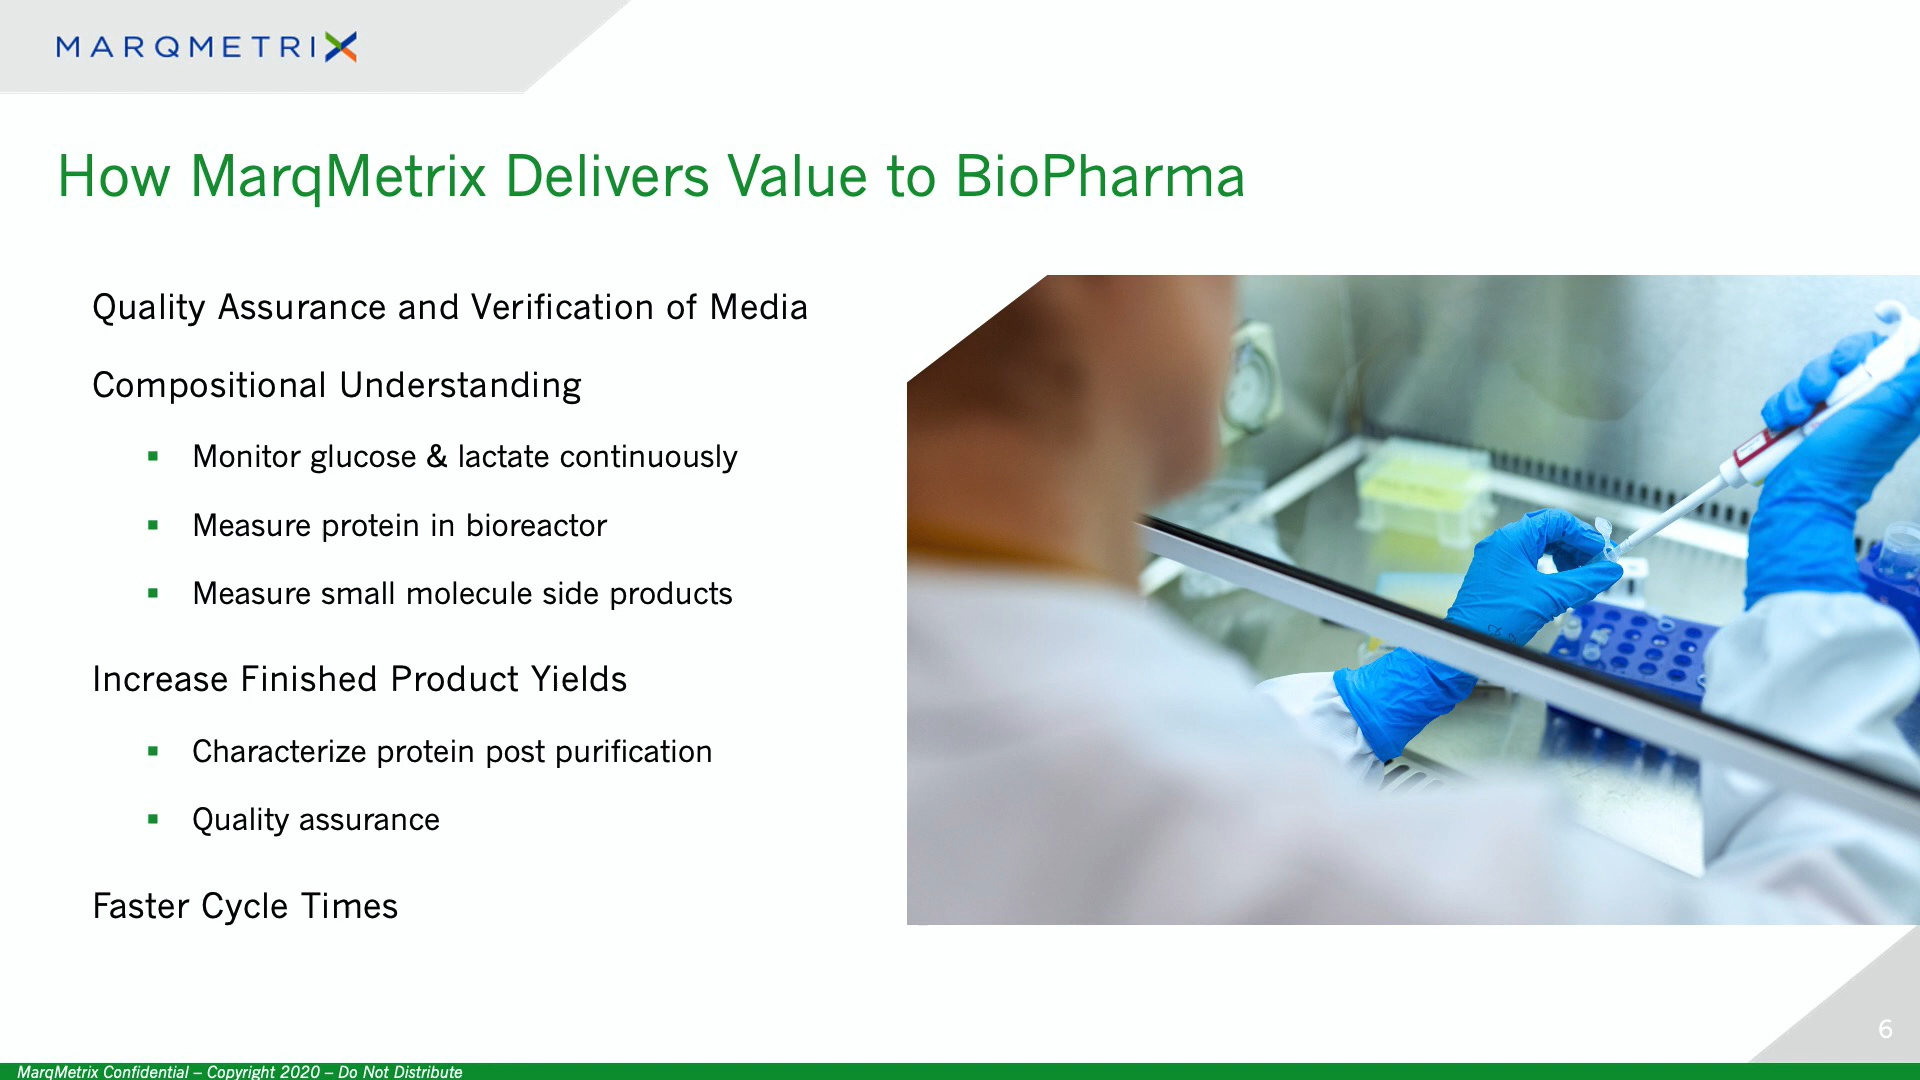 MARQMETRIX
How MarqMetrix Delivers Value to BioPharma
Quality Assurance and Verification of Media
Compositional Understanding
▪ Monitor glucose & lactate continuously
▪ Measure protein in bioreactor
▪ Measure small molecule side products
Increase Finished Product Yields
▪ Characterize protein post purification
▪ Quality assurance
Faster Cycle Times
6
MarqMetrix Confidential – Copyright 2020 – Do Not Distribute